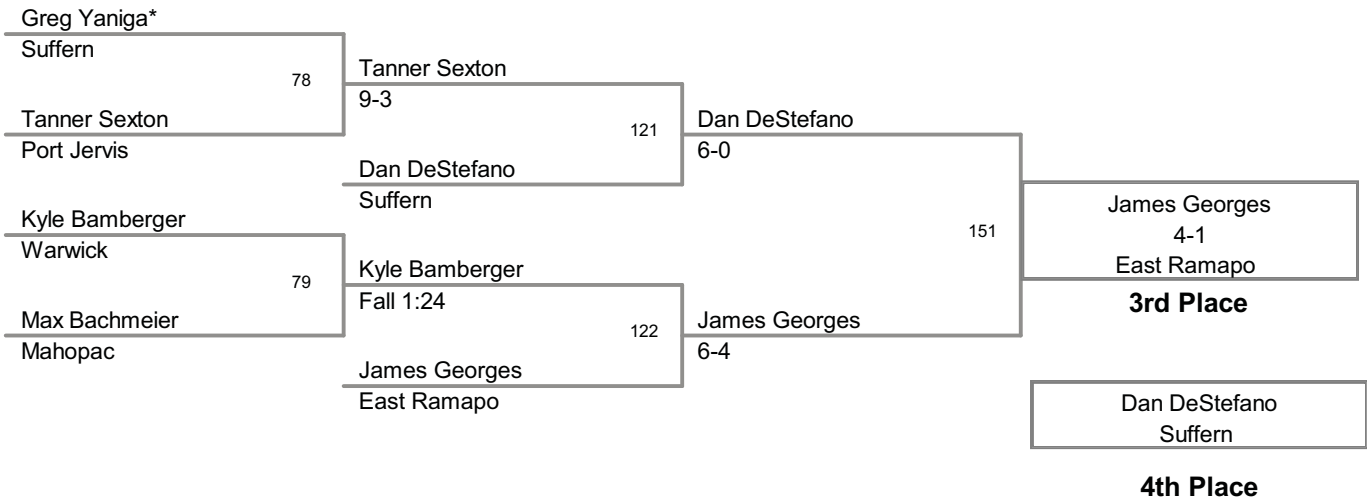 Greg Yaniga*
Suffern
78
Tanner Sexton
9-3
Tanner Sexton
Port Jervis
121
Dan DeStefano
6-0
Dan DeStefano
Suffern
Kyle Bamberger
Warwick
79
Kyle Bamberger
Fall 1:24
Max Bachmeier
Mahopac
122
James Georges
6-4
James Georges
East Ramapo
151
James Georges
4-1
East Ramapo
3rd Place
Dan DeStefano
Suffern
4th Place